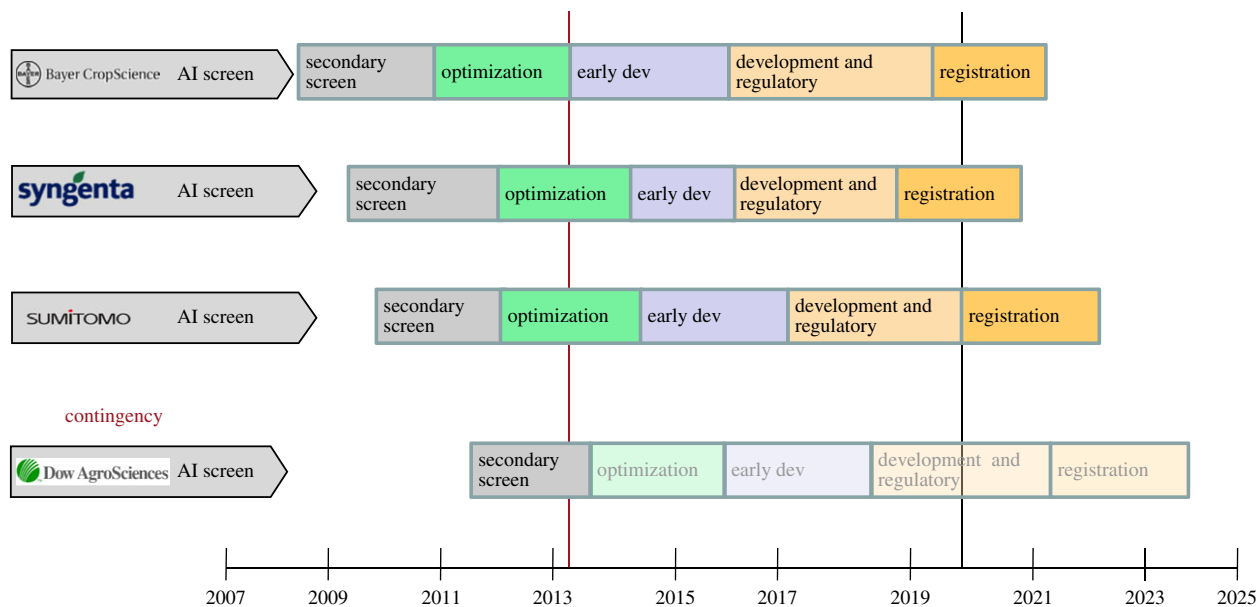 BAYER
Bayer CropScience
AI screen
secondary
screen
optimization
early dev
development and
regulatory
registration
syngenta
AI screen
secondary
screen
optimization
early dev
development and
regulatory
registration
SUMİTOMO
AI screen
secondary
screen
optimization
early dev
development and
regulatory
registration
contingency
Dow AgroSciences
AI screen
secondary
screen
optimization
early dev
development and
regulatory
registration
2007 2009 2011 2013 2015 2017 2019 2021 2023 2025